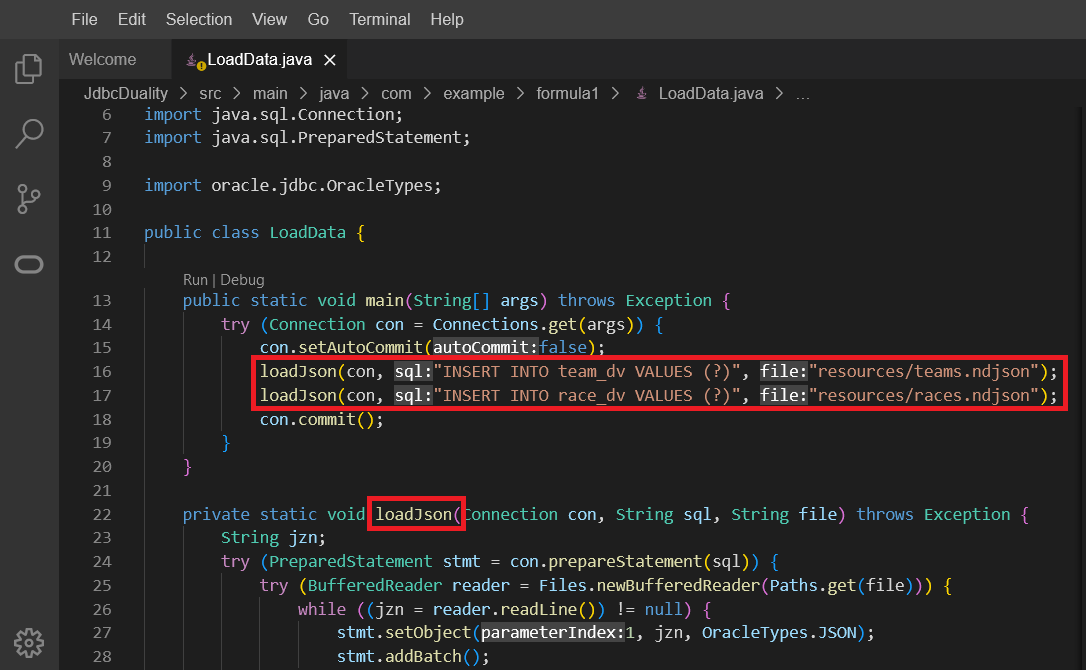 File Edit Selection View Go Terminal Help
Welcome LoadData.java
JdbcDuality > src > main > java > com > example > formula1 > LoadData.java > ...
6 import java.sql.Connection;
7 import java.sql.PreparedStatement;
8
9 import oracle.jdbc.OracleTypes;
10
11 public class LoadData {
12
Run | Debug
13 public static void main(String[] args) throws Exception {
14 try (Connection con = Connections.get(args)) {
15 con.setAutoCommit(autoCommit:false);
16 loadJson(con, sql:"INSERT INTO team_dv VALUES (?)", file:"resources/teams.ndjson");
17 loadJson(con, sql:"INSERT INTO race_dv VALUES (?)", file:"resources/races.ndjson");
18 con.commit();
19 }
20 }
21
22 private static void loadJson(Connection con, String sql, String file) throws Exception {
23 String jzn;
24 try (PreparedStatement stmt = con.prepareStatement(sql)) {
25 try (BufferedReader reader = Files.newBufferedReader(Paths.get(file))) {
26 while ((jzn = reader.readLine()) != null) {
27 stmt.setObject(parameterIndex:1, jzn, OracleTypes.JSON);
28 stmt.addBatch();